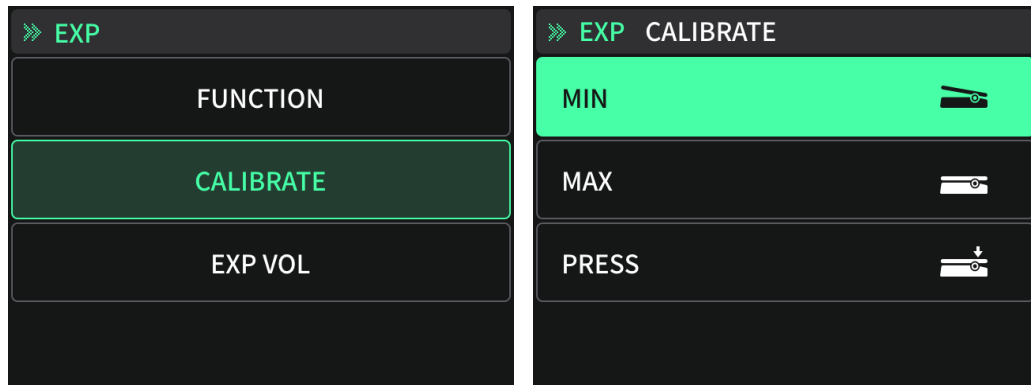 EXP
FUNCTION
CALIBRATE
EXP VOL
EXP CALIBRATE
MIN
MAX
PRESS